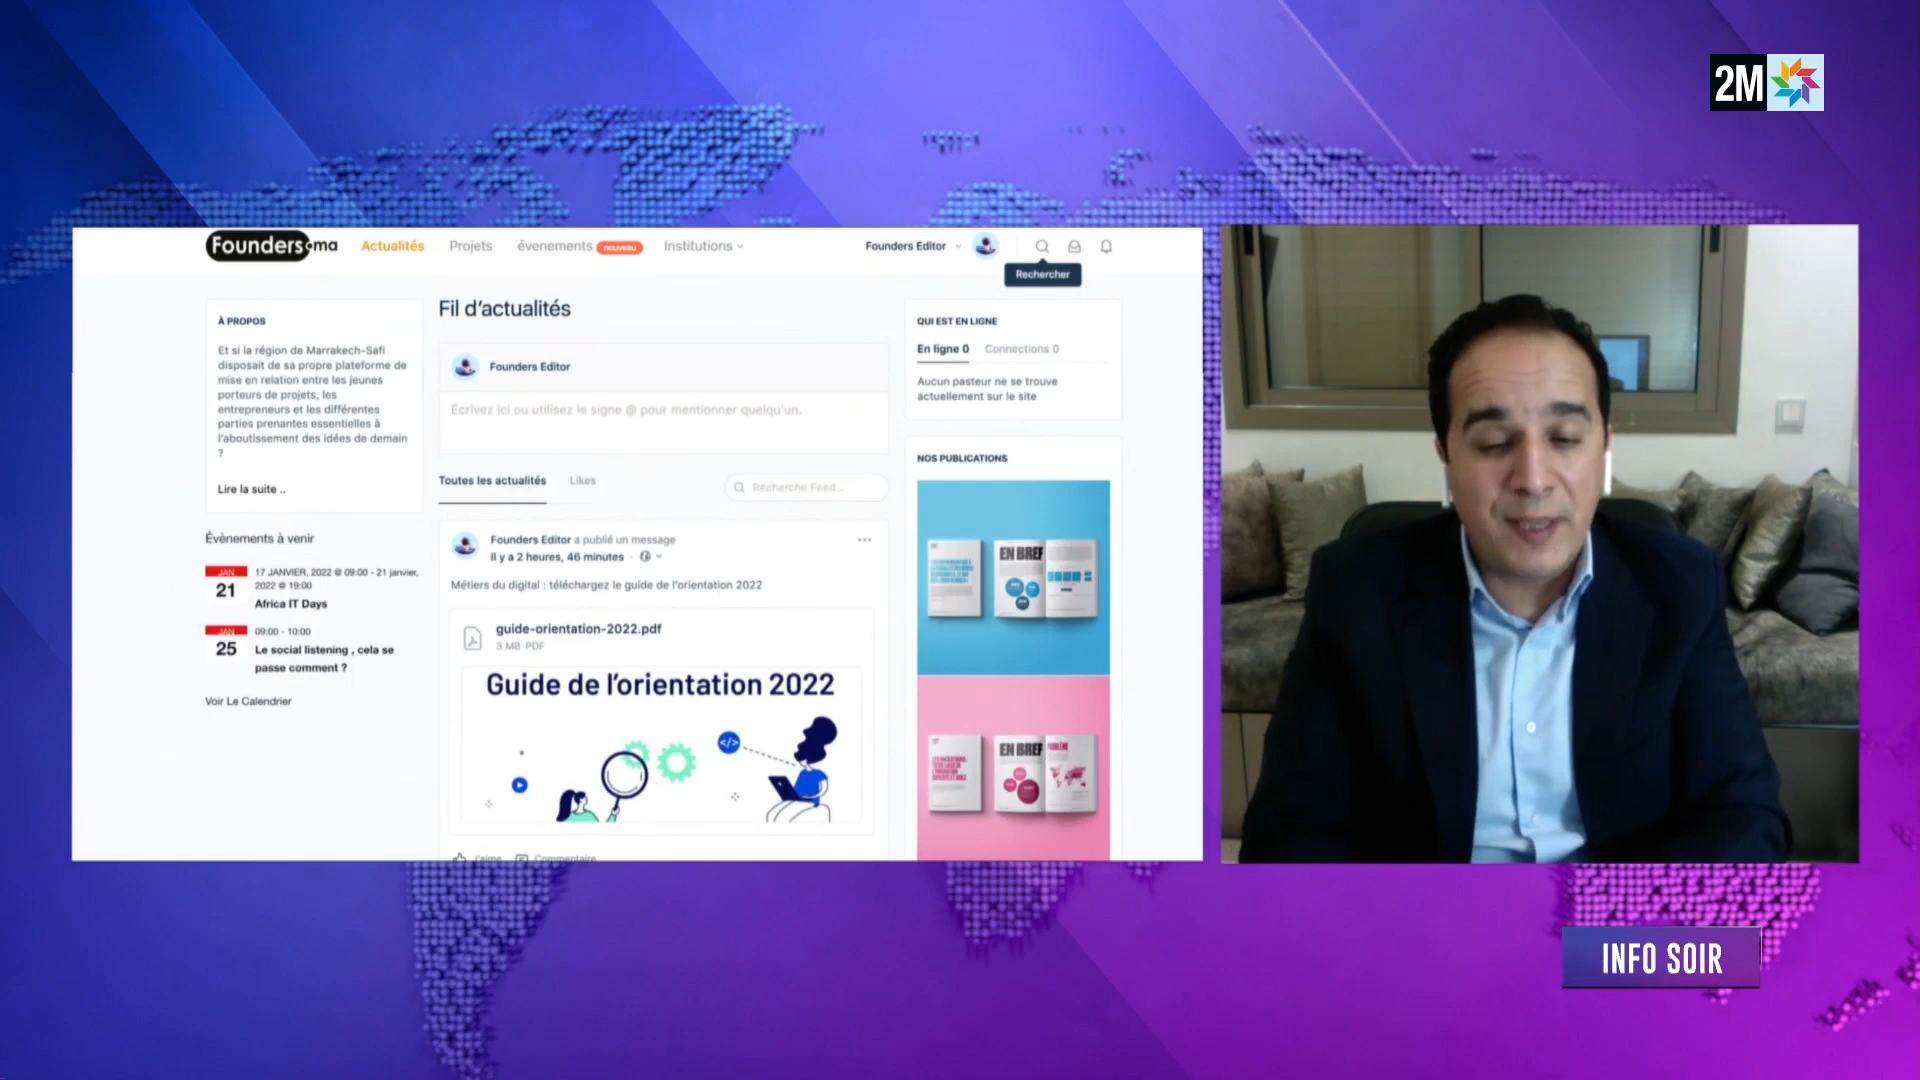 2M
Founders.ma
Actualités
Projets
évenements nouveau
Institutions
Founders Editor
Rechercher
À PROPOS
Et si la région de Marrakech-Safi
disposait de sa propre plateforme de
mise en relation entre les jeunes
porteurs de projets, les
entrepreneurs et les différentes
parties prenantes essentielles à
l'aboutissement des idées de demain
?
Lire la suite ..
Évènements à venir
JAN
21
17 JANVIER, 2022 @ 09:00 - 21 janvier,
2022 @ 19:00
Africa IT Days
JAN
25
09:00 - 10:00
Le social listening , cela se
passe comment ?
Voir Le Calendrier
Fil d'actualités
Founders Editor
Écrivez ici ou utilisez le signe @ pour mentionner quelqu'un.
Toutes les actualités
Likes
Recherche Feed...
Founders Editor a publié un message
Il y a 2 heures, 46 minutes
Métiers du digital : téléchargez le guide de l'orientation 2022
guide-orientation-2022.pdf
3 MB PDF
Guide de l'orientation 2022
</>
J'aime
Commentaire
QUI EST EN LIGNE
En ligne 0
Connections 0
Aucun pasteur ne se trouve
actuellement sur le site
NOS PUBLICATIONS
EN BREF
EN BREF
PROBLÈME
INFO SOIR